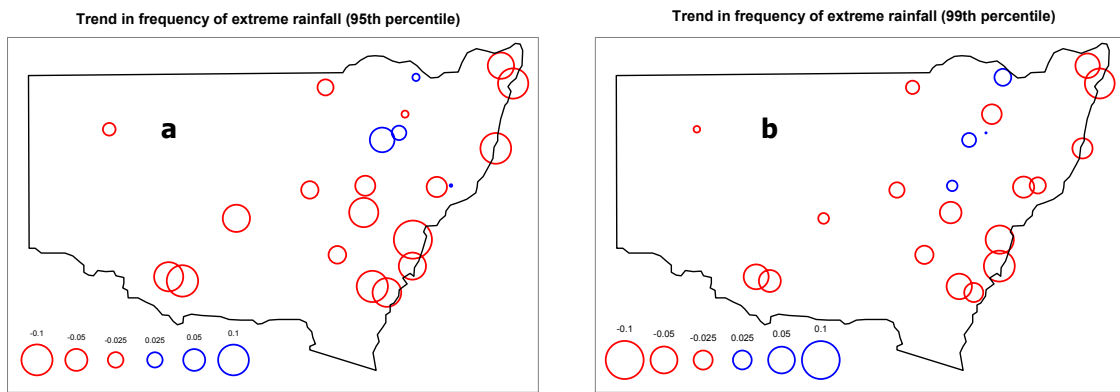 Trend in frequency of extreme rainfall (95th percentile)
a
-0.1 -0.05 -0.025 0.025 0.05 0.1
Trend in frequency of extreme rainfall (99th percentile)
b
-0.1 -0.05 -0.025 0.025 0.05 0.1